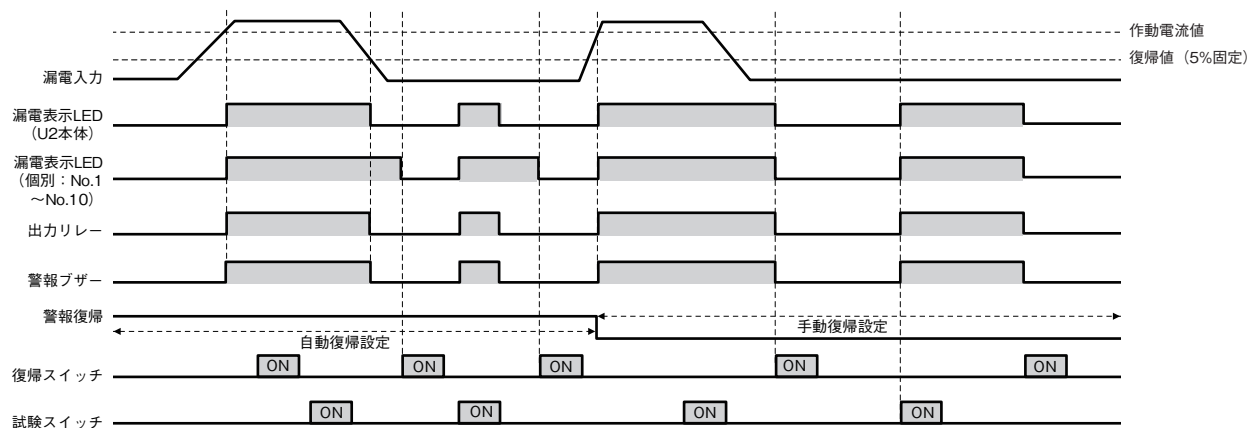 作動電流値
復帰値（5%固定）
漏電入力
漏電表示LED
（U2本体）
漏電表示LED
（個別：No.1
～No.10）
出力リレー
警報ブザー
警報復帰
手動復帰設定
自動復帰設定
復帰スイッチ
ON
ON
ON
ON
ON
試験スイッチ
ON
ON
ON
ON